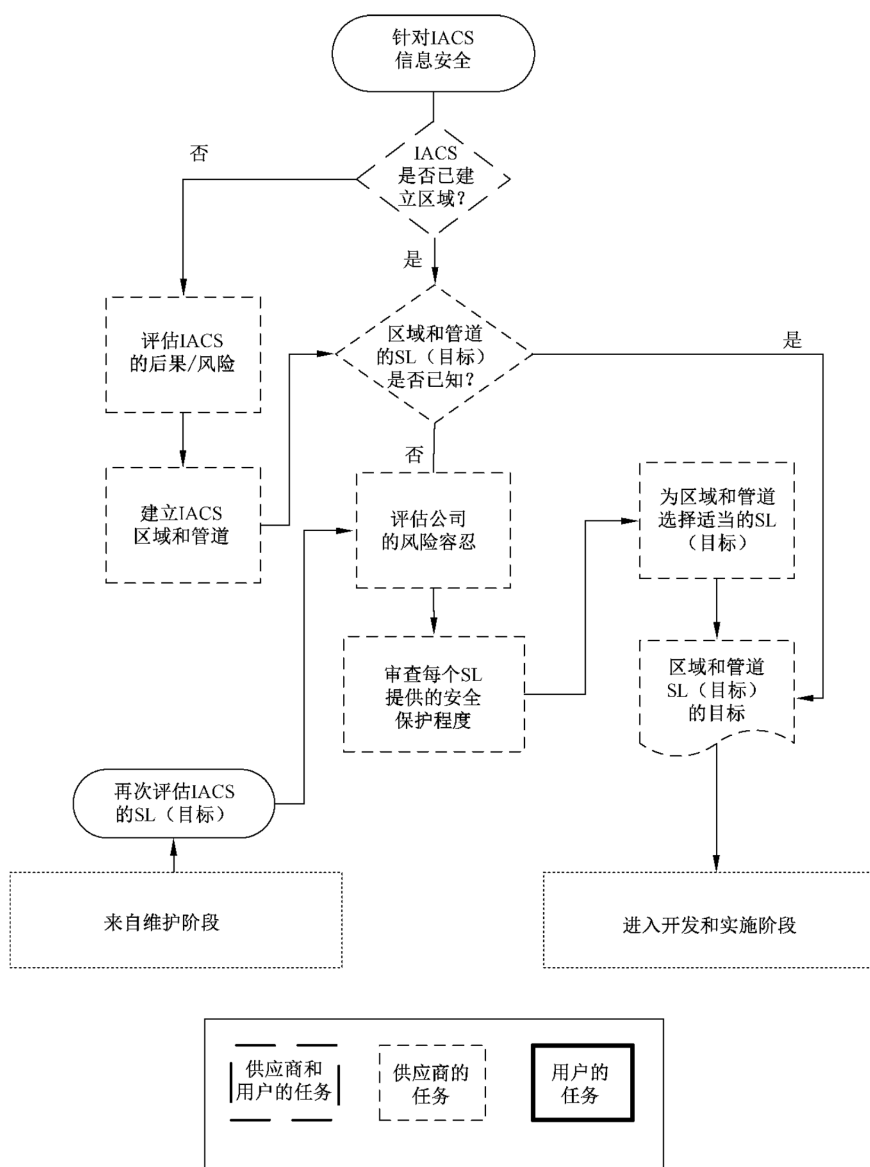 针对IACS
信息安全
IACS
是否已建
立区域？
否
是
评估IACS
的后果/风险
区域和管道
的SL（目标）
是否已知？
是
否
建立IACS
区域和管道
评估公司
的风险容忍
为区域和管道
选择适当的SL
（目标）
审查每个SL
提供的安全
保护程度
区域和管道
SL（目标）
的目标
再次评估IACS
的SL（目标）
来自维护阶段
进入开发和实施阶段
供应商和
用户的任务
供应商的
任务
用户的
任务